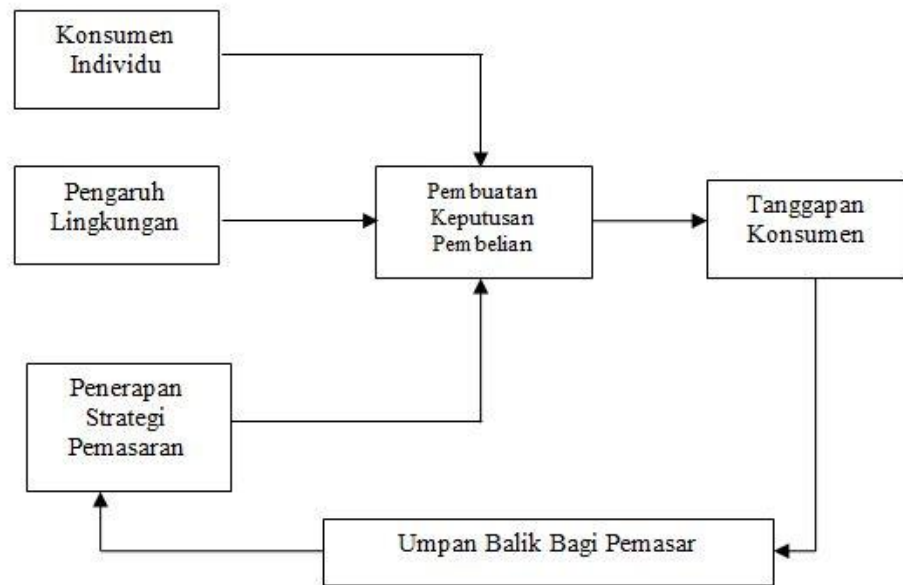 Konsumen
Individu
Pengaruh
Lingkungan
Pembuatan
Keputusan
Pembelian
Tanggapan
Konsumen
Penerapan
Strategi
Pemasaran
Umpan Balik Bagi Pemasar